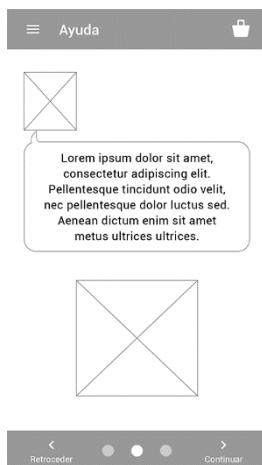 Ayuda
Lorem ipsum dolor sit amet,
consectetur adipiscing elit.
Pellentesque tincidunt odio velit,
nec pellentesque dolor luctus sed.
Aenean dictum enim sit amet
metus ultrices ultrices.
Retroceder
Continuar